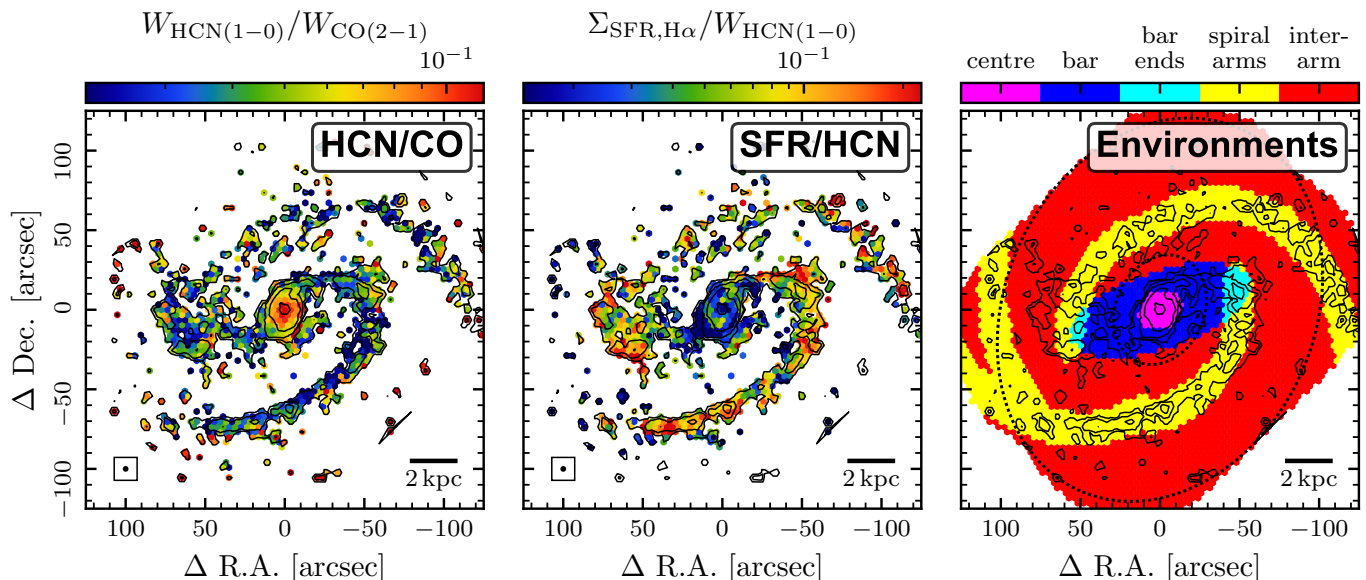 W_HCN(1−0)/W_CO(2−1)
10^−1
HCN/CO
Δ Dec. [arcsec]
100
50
0
−50
−100
2 kpc
100 50 0 −50 −100
Δ R.A. [arcsec]
Σ_SFR,Hα/W_HCN(1−0)
10^−1
SFR/HCN
2 kpc
100 50 0 −50 −100
Δ R.A. [arcsec]
centre
bar
bar
ends
spiral
arms
inter-
arm
Environments
2 kpc
100 50 0 −50 −100
Δ R.A. [arcsec]